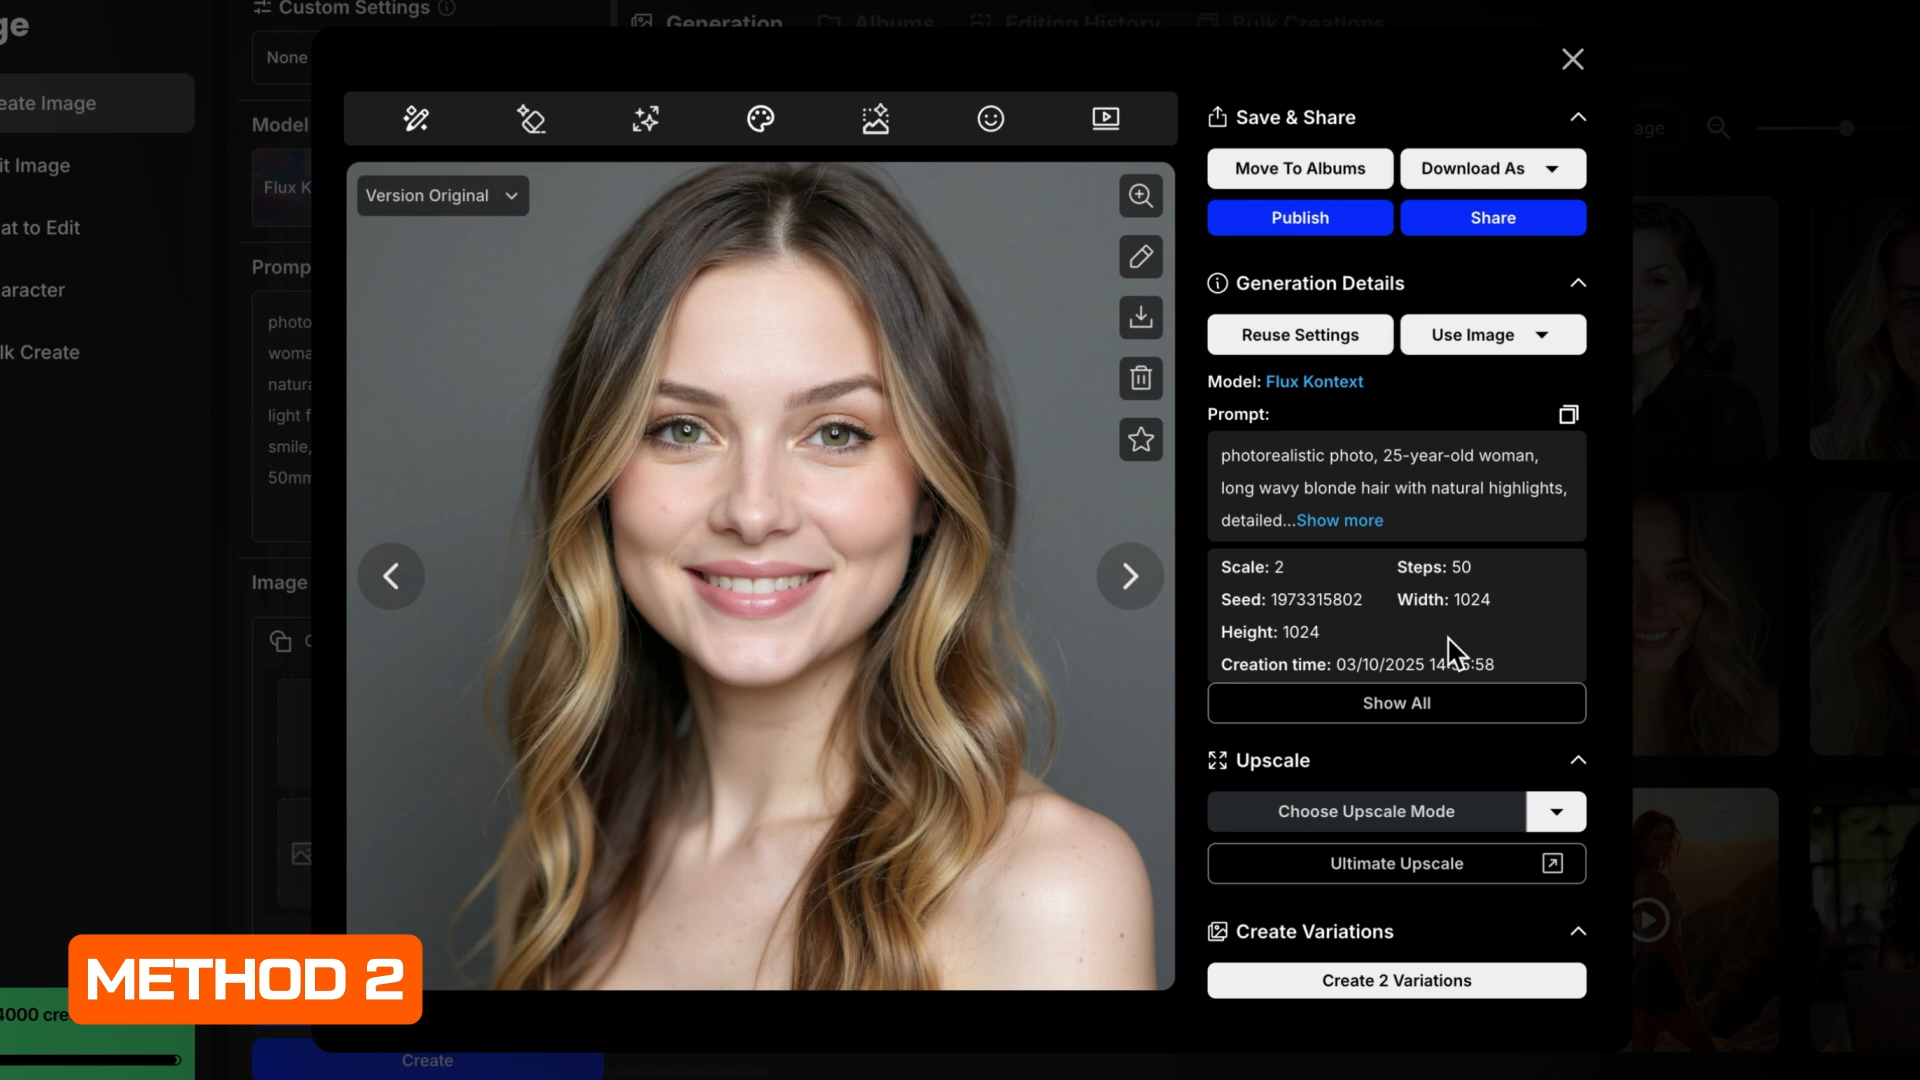 ge
Custom Settings
Generation
Albums
Editing History
Bulk Creations
None
eate Image
it Image
at to Edit
aracter
lk Create
Model
Flux K
Promp
photo
woma
natura
light f
smile,
50mm
Image
Version Original
Save & Share
Move To Albums
Download As
Publish
Share
Generation Details
Reuse Settings
Use Image
Model: Flux Kontext
Prompt:
photorealistic photo, 25-year-old woman,
long wavy blonde hair with natural highlights,
detailed...Show more
Scale: 2
Steps: 50
Seed: 1973315802
Width: 1024
Height: 1024
Creation time: 03/10/2025
Show All
Upscale
Choose Upscale Mode
Ultimate Upscale
Create Variations
Create 2 Variations
age
METHOD 2
4000 cre
Create